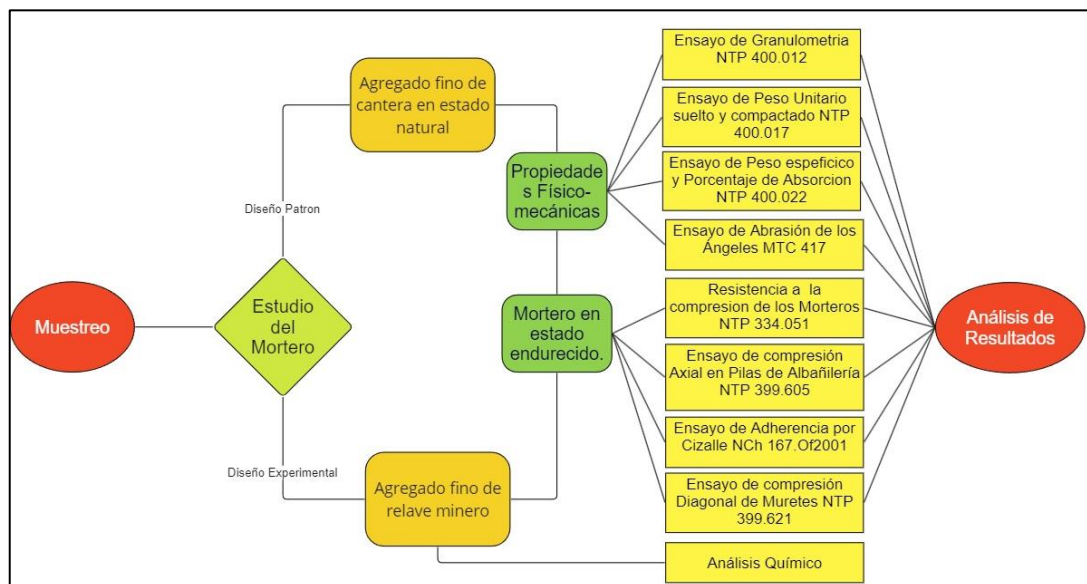 Muestreo
Estudio
del
Mortero
Diseño Patron
Diseño Experimental
Agregado fino de
cantera en estado
natural
Agregado fino de
relave minero
Propiedade
s Físico-
mecánicas
Mortero en
estado
endurecido.
Ensayo de Granulometria
NTP 400.012
Ensayo de Peso Unitario
suelto y compactado NTP
400.017
Ensayo de Peso espeficico
y Porcentaje de Absorcion
NTP 400.022
Ensayo de Abrasión de los
Ángeles MTC 417
Resistencia a la
compresion de los Morteros
NTP 334.051
Ensayo de compresión
Axial en Pilas de Albañilería
NTP 399.605
Ensayo de Adherencia por
Cizalle NCh 167.Of2001
Ensayo de compresión
Diagonal de Muretes NTP
399.621
Análisis Químico
Análisis de
Resultados